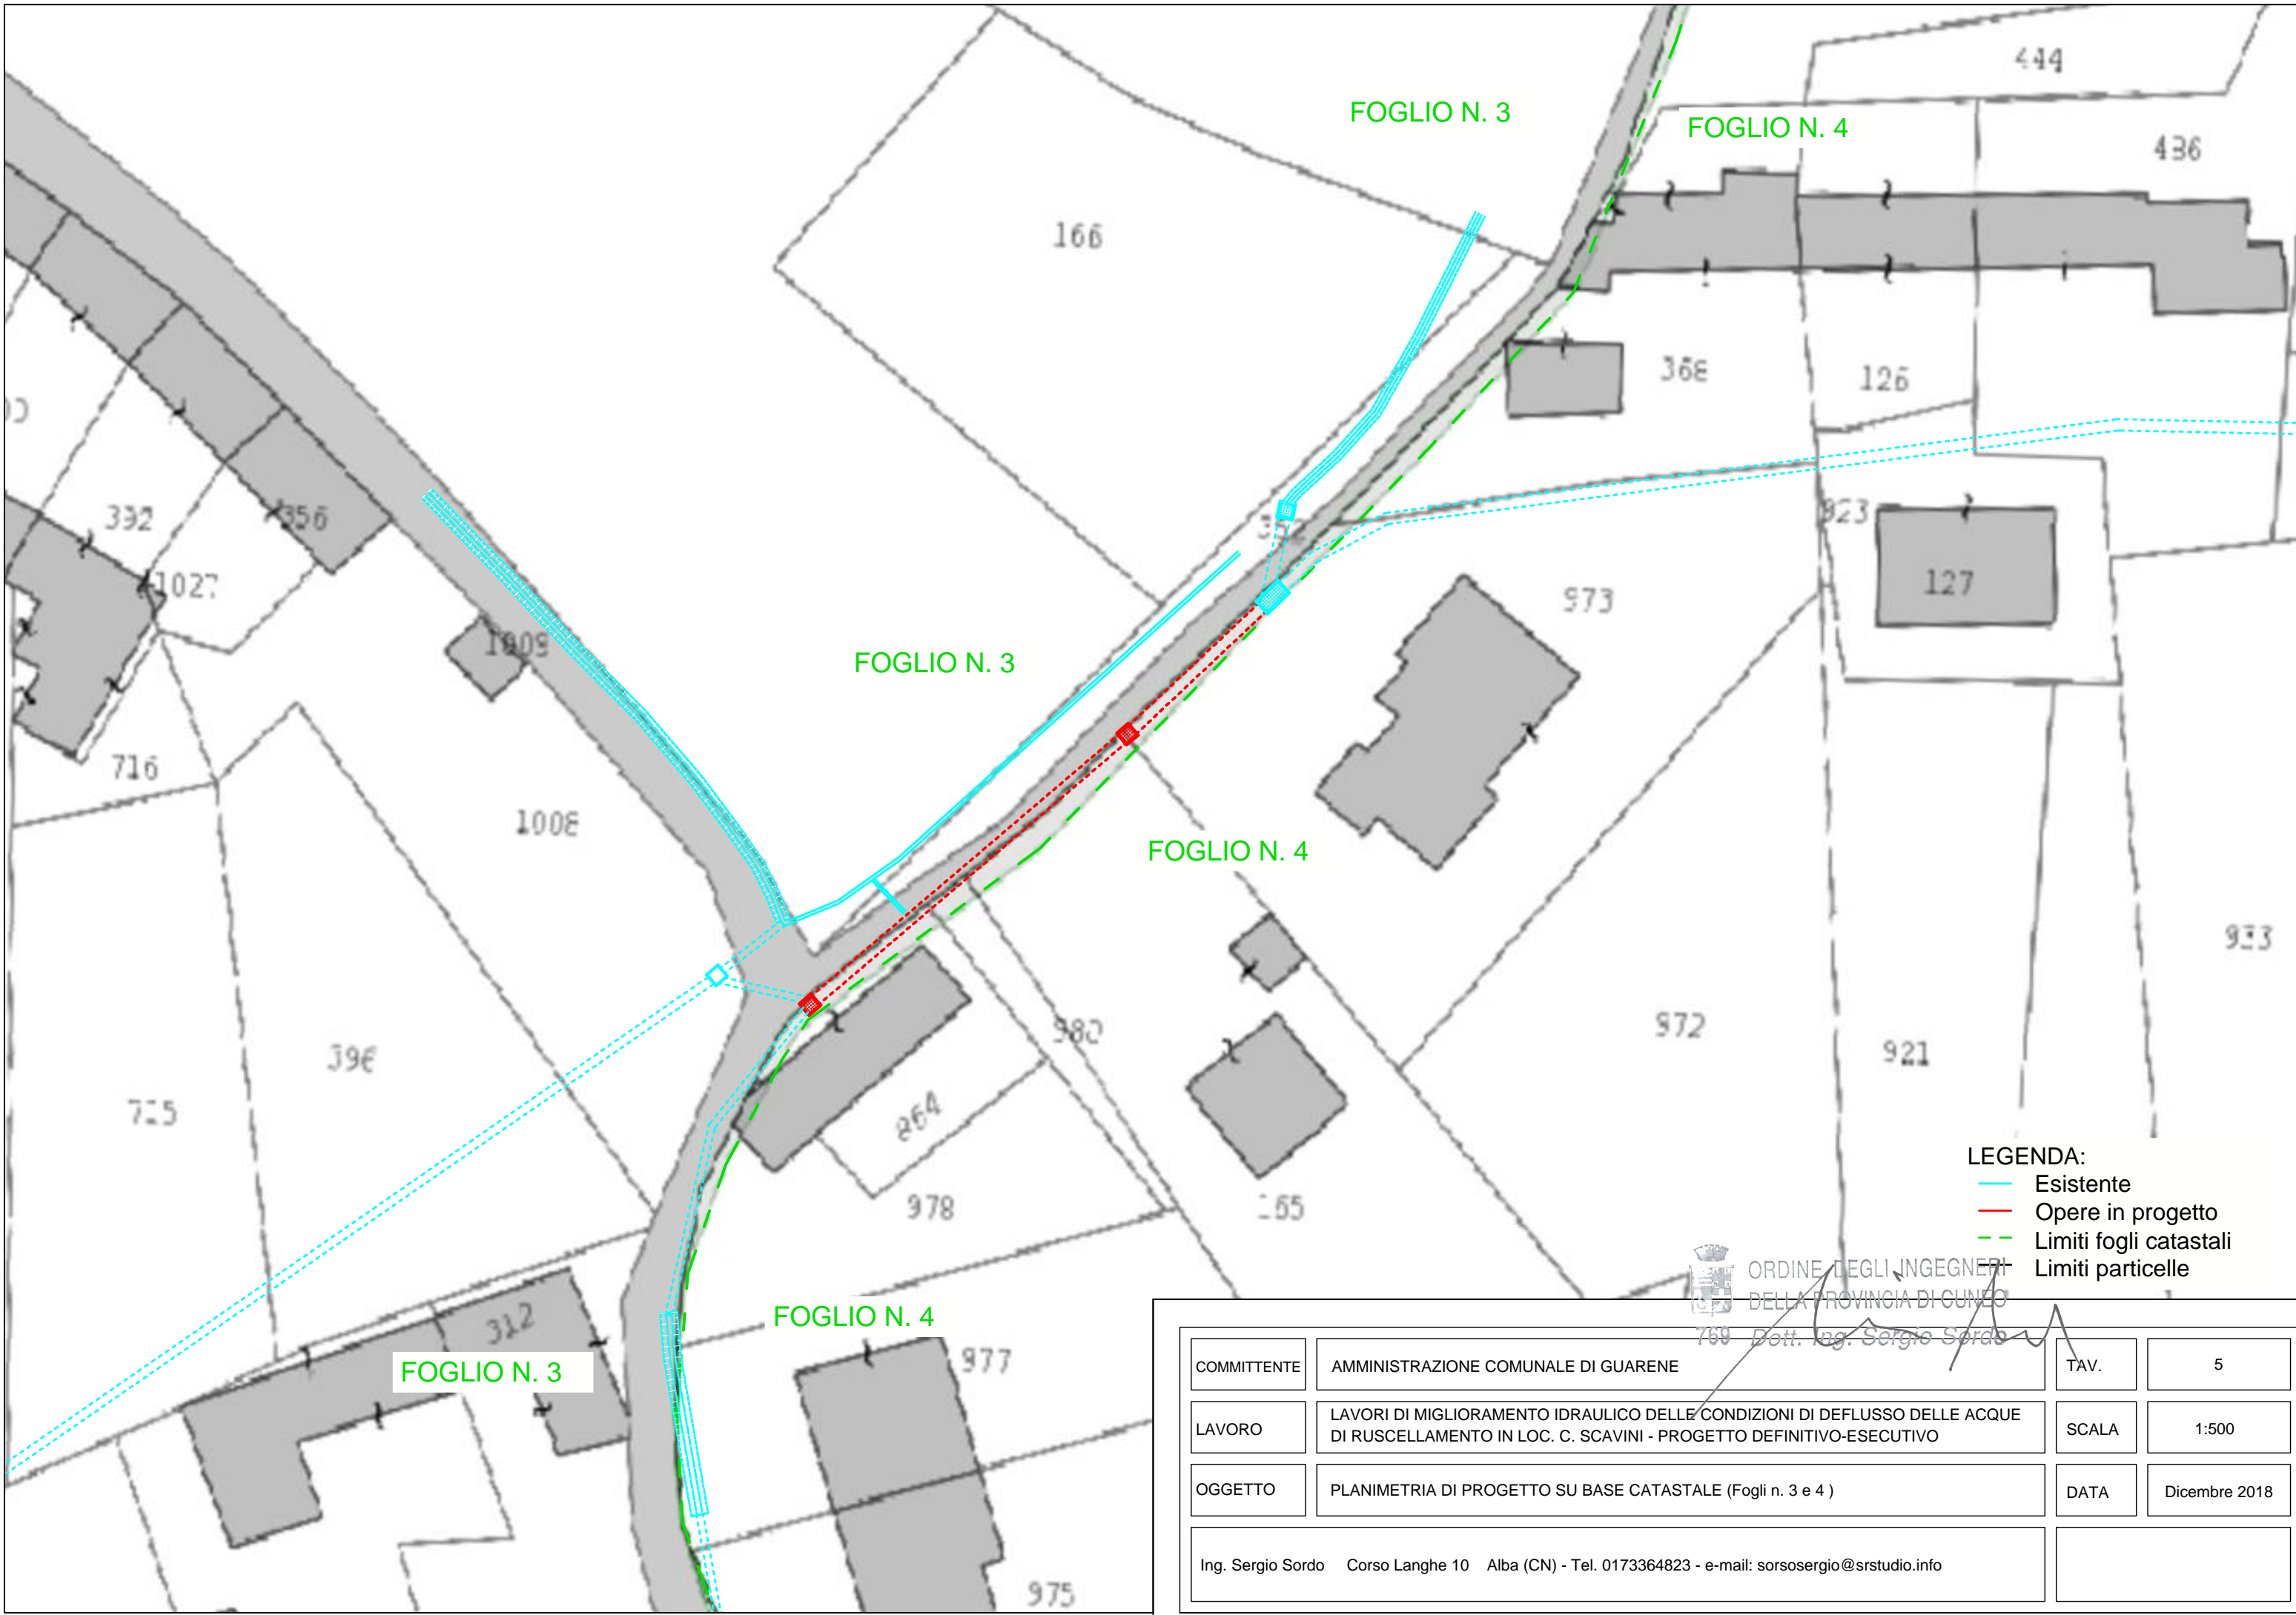 444
FOGLIO N. 3
FOGLIO N. 4
436
166
368
126
392
356
923
1027
127
973
1009
FOGLIO N. 3
716
1008
FOGLIO N. 4
933
980
972
396
921
864
978
LEGENDA:
Esistente
Opere in progetto
Limiti fogli catastali
Limiti particelle
ORDINE DEGLI INGEGNERI
DELLA PROVINCIA DI CUNEO
769 Dott. Ing. Sergio Sordo
312
FOGLIO N. 4
FOGLIO N. 3
977
975
COMMITTENTE AMMINISTRAZIONE COMUNALE DI GUARENE TAV. 5
LAVORO LAVORI DI MIGLIORAMENTO IDRAULICO DELLE CONDIZIONI DI DEFLUSSO DELLE ACQUE
DI RUSCELLAMENTO IN LOC. C. SCAVINI - PROGETTO DEFINITIVO-ESECUTIVO SCALA 1:500
OGGETTO PLANIMETRIA DI PROGETTO SU BASE CATASTALE (Fogli n. 3 e 4 ) DATA Dicembre 2018
Ing. Sergio Sordo Corso Langhe 10 Alba (CN) - Tel. 0173364823 - e-mail: sorsosergio@srstudio.info